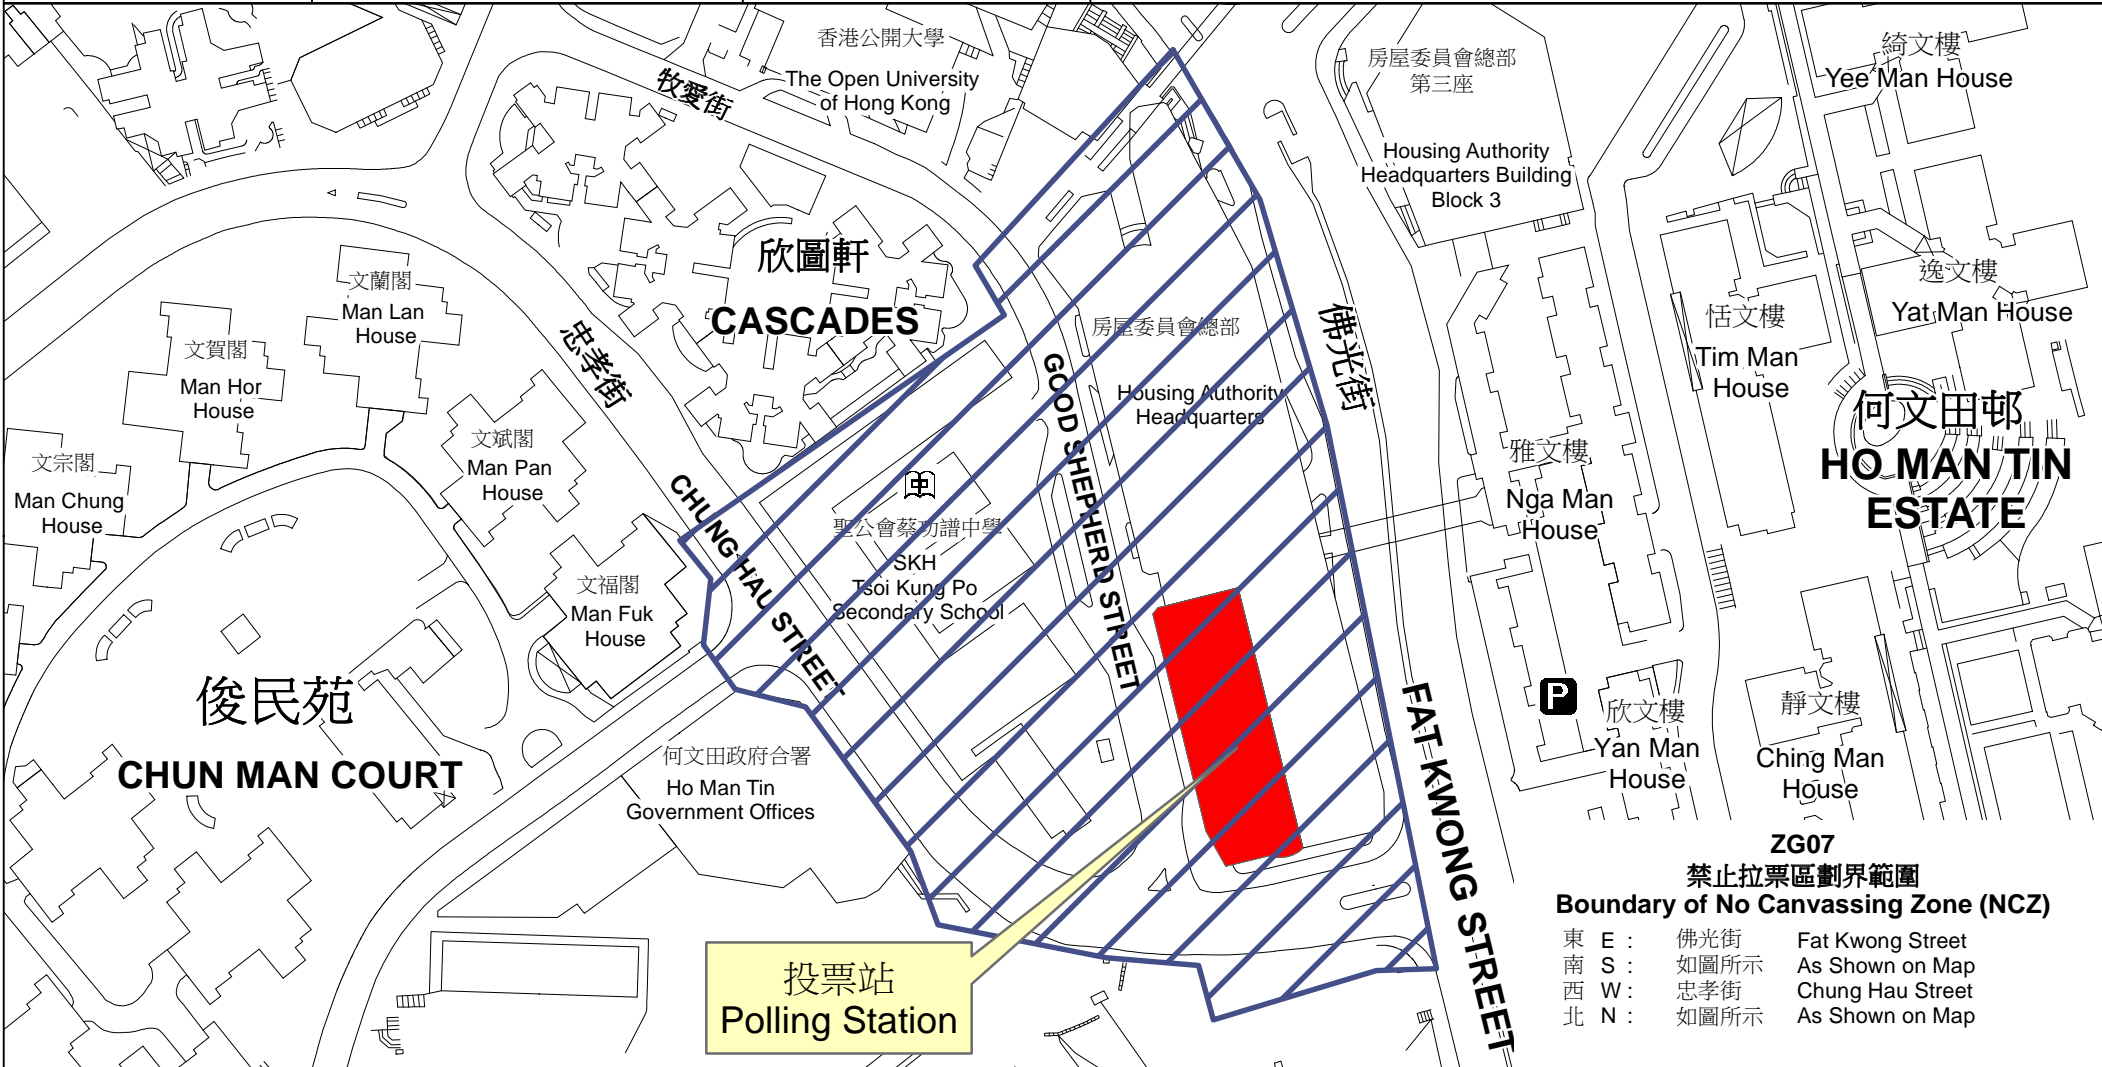 香港公開大學
The Open University
of Hong Kong
牧愛街
房屋委員會總部
第三座
Housing Authority
Headquarters Building
Block 3
綺文樓
Yee Man House
欣圖軒
CASCADES
文蘭閣
Man Lan
House
文賀閣
Man Hor
House
忠孝街
文斌閣
Man Pan
House
文宗閣
Man Chung
House
文福閣
Man Fuk
House
俊民苑
CHUN MAN COURT
CHUNG HAU STREET
聖公會蔡功譜中學
SKH
Tsoi Kung Po
Secondary School
何文田政府合署
Ho Man Tin
Government Offices
房屋委員會總部
Housing Authority
Headquarters
GOOD SHEPHERD STREET
佛光街
FAT KWONG STREET
逸文樓
Yat Man House
恬文樓
Tim Man
House
何文田邨
HO MAN TIN
ESTATE
雅文樓
Nga Man
House
P
欣文樓
Yan Man
House
靜文樓
Ching Man
House
投票站
Polling Station
ZG07
禁止拉票區劃界範圍
Boundary of No Canvassing Zone (NCZ)
東 E : 佛光街 Fat Kwong Street
南 S : 如圖所示 As Shown on Map
西 W : 忠孝街 Chung Hau Street
北 N : 如圖所示 As Shown on Map